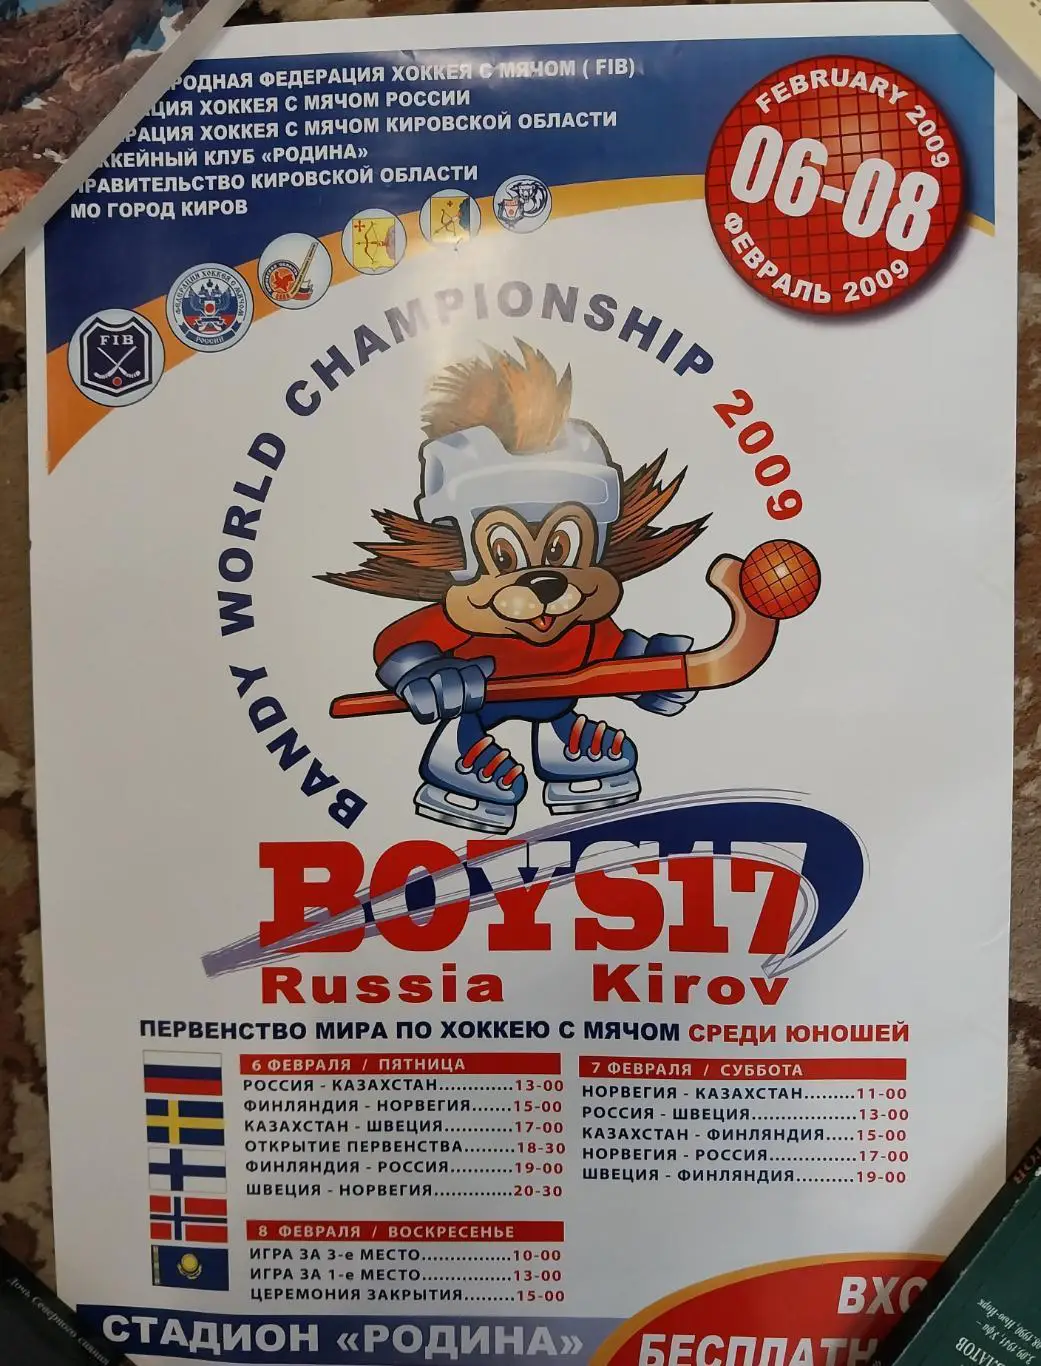 РОДНАЯ ФЕДЕРАЦИЯ ХОККЕЯ С МЯЧОМ ( FIB)
ЦИЯ ХОККЕЯ С МЯЧОМ РОССИИ
РАЦИЯ ХОККЕЯ С МЯЧОМ КИРОВСКОЙ ОБЛАСТИ
ККЕЙНЫЙ КЛУБ «РОДИНА»
ПРАВИТЕЛЬСТВО КИРОВСКОЙ ОБЛАСТИ
МО ГОРОД КИРОВ
FEBRUARY 2009
06-08
ФЕВРАЛЬ 2009
FIB
ФЕДЕРАЦИЯ ХОККЕЯ С МЯЧОМ
РОССИИ
BANDY WORLD CHAMPIONSHIP 2009
BOYS17
Russia Kirov
ПЕРВЕНСТВО МИРА ПО ХОККЕЮ С МЯЧОМ СРЕДИ ЮНОШЕЙ
6 ФЕВРАЛЯ / ПЯТНИЦА
РОССИЯ - КАЗАХСТАН............13-00
ФИНЛЯНДИЯ - НОРВЕГИЯ.......15-00
КАЗАХСТАН - ШВЕЦИЯ............17-00
ОТКРЫТИЕ ПЕРВЕНСТВА.........18-30
ФИНЛЯНДИЯ - РОССИЯ...........19-00
ШВЕЦИЯ - НОРВЕГИЯ.............20-30
7 ФЕВРАЛЯ / СУББОТА
НОРВЕГИЯ - КАЗАХСТАН.........11-00
РОССИЯ - ШВЕЦИЯ..................13-00
КАЗАХСТАН - ФИНЛЯНДИЯ.....15-00
НОРВЕГИЯ - РОССИЯ...............17-00
ШВЕЦИЯ - ФИНЛЯНДИЯ..........19-00
8 ФЕВРАЛЯ / ВОСКРЕСЕНЬЕ
ИГРА ЗА 3-е МЕСТО................10-00
ИГРА ЗА 1-е МЕСТО................13-00
ЦЕРЕМОНИЯ ЗАКРЫТИЯ..........15-00
СТАДИОН «РОДИНА»
ВХО
БЕСПЛАТН